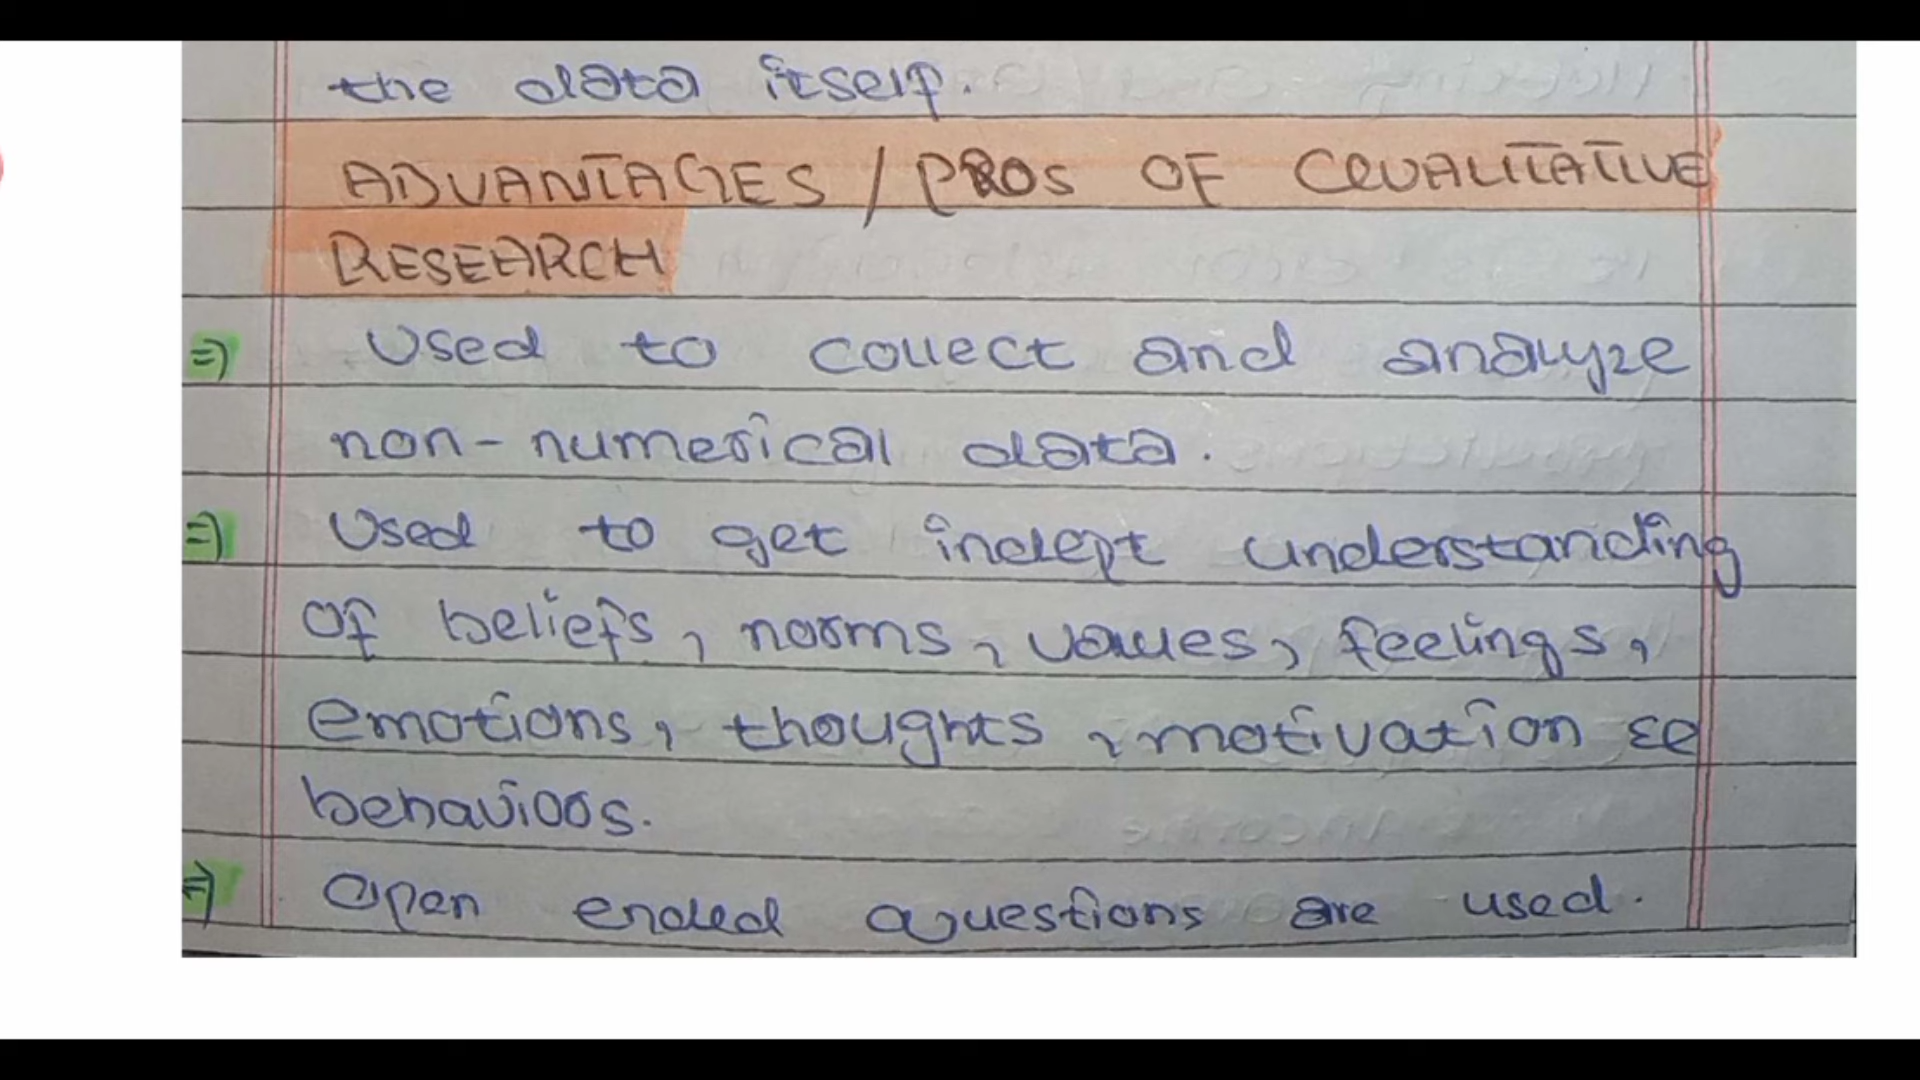 the data itself.
ADVANTAGES / PROS OF QUALITATIVE
RESEARCH
=) Used to collect and analyze
non-numerical data.
=) Used to get indept understanding
of beliefs, norms, values, feelings,
emotions, thoughts, motivation &
behaviors.
=) Open ended questions are used.